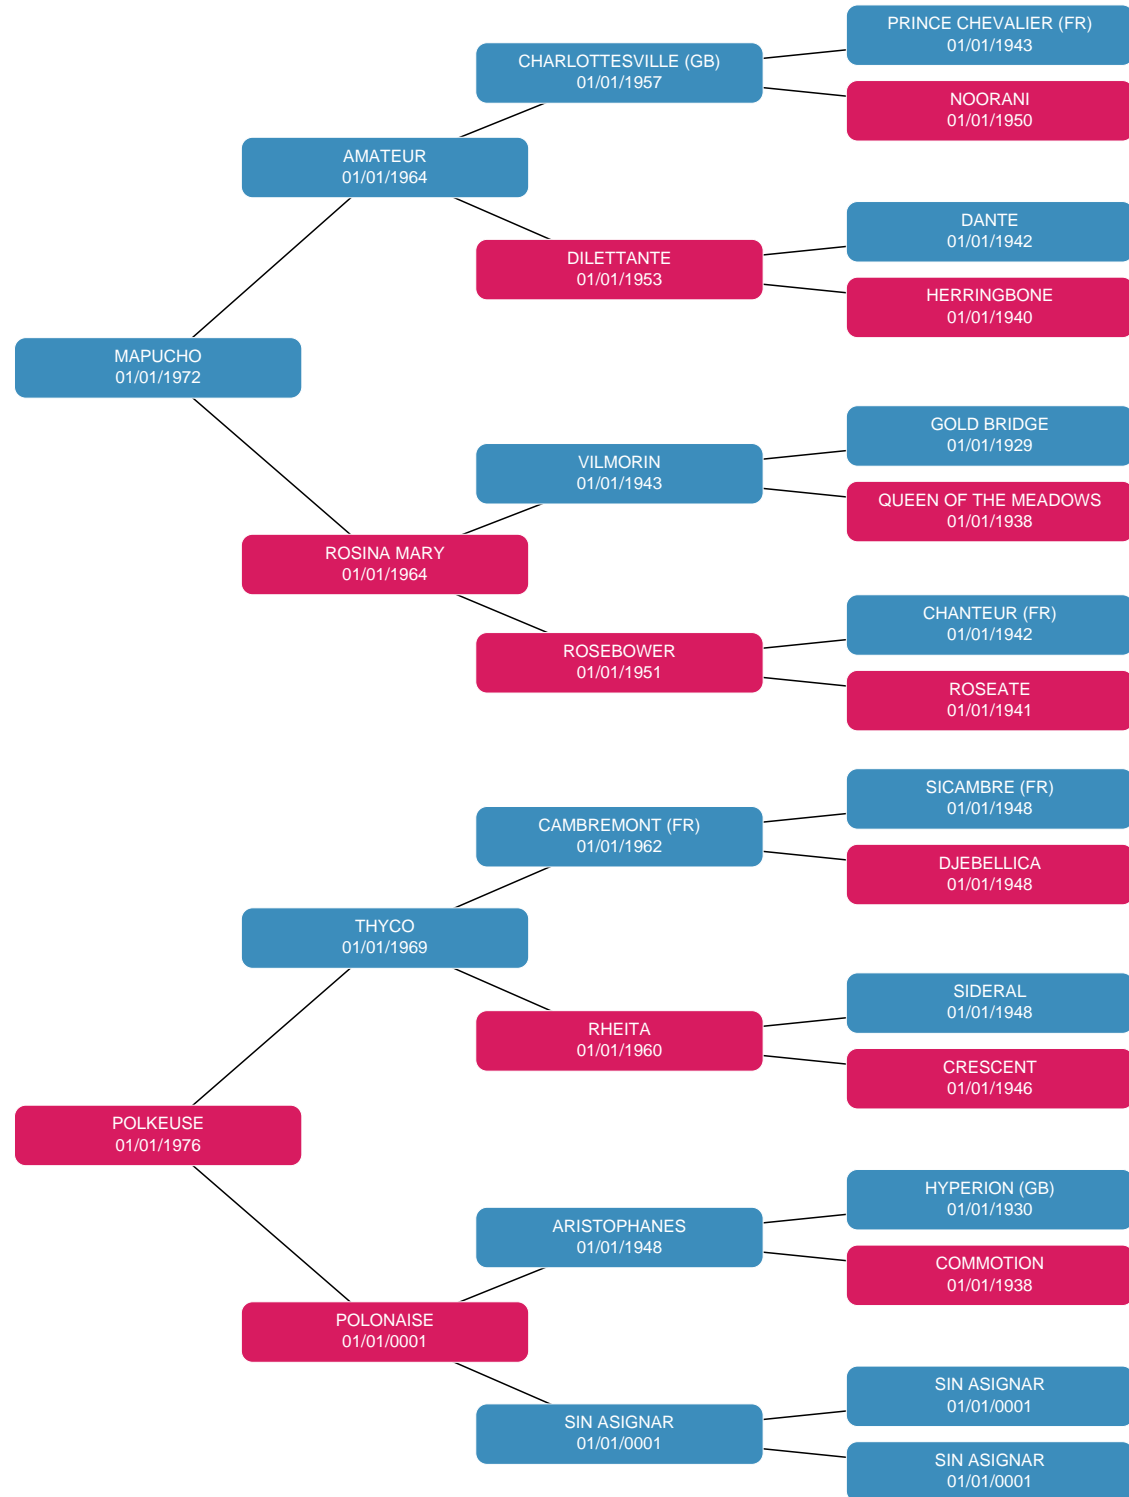 PRINCE CHEVALIER (FR)
01/01/1943
CHARLOTTESVILLE (GB)
01/01/1957
NOORANI
01/01/1950
AMATEUR
01/01/1964
DANTE
01/01/1942
DILETTANTE
01/01/1953
HERRINGBONE
01/01/1940
MAPUCHO
01/01/1972
GOLD BRIDGE
01/01/1929
VILMORIN
01/01/1943
QUEEN OF THE MEADOWS
01/01/1938
ROSINA MARY
01/01/1964
CHANTEUR (FR)
01/01/1942
ROSEBOWER
01/01/1951
ROSEATE
01/01/1941
SICAMBRE (FR)
01/01/1948
CAMBREMONT (FR)
01/01/1962
DJEBELLICA
01/01/1948
THYCO
01/01/1969
SIDERAL
01/01/1948
RHEITA
01/01/1960
CRESCENT
01/01/1946
POLKEUSE
01/01/1976
HYPERION (GB)
01/01/1930
ARISTOPHANES
01/01/1948
COMMOTION
01/01/1938
POLONAISE
01/01/0001
SIN ASIGNAR
01/01/0001
SIN ASIGNAR
01/01/0001
SIN ASIGNAR
01/01/0001